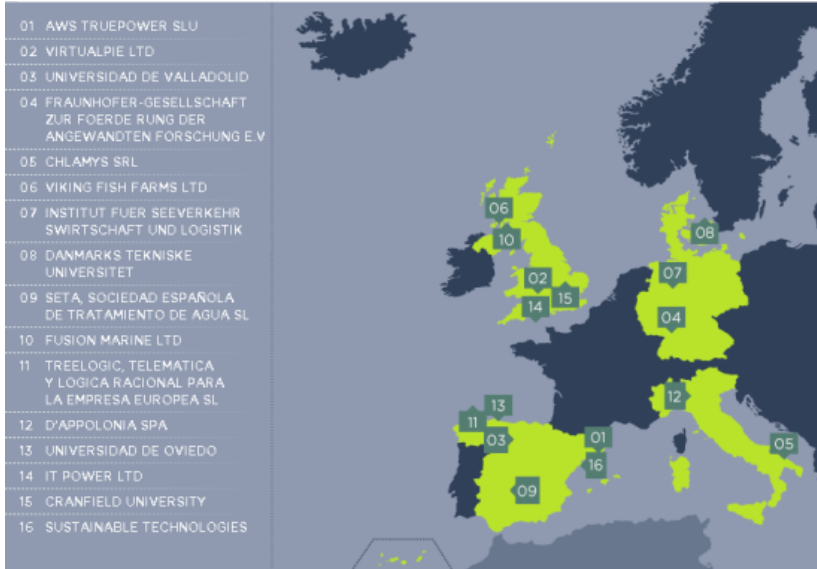 01 AWS TRUEPOWER SLU
02 VIRTUALPIE LTD
03 UNIVERSIDAD DE VALLADOLID
04 FRAUNHOFER-GESELLSCHAFT
ZUR FOERDE RUNG DER
ANGEWANDTEN FORSCHUNG E.V
05 CHLAMYS SRL
06 VIKING FISH FARMS LTD
07 INSTITUT FUER SEEVERKEHR
SWIRTSCHAFT UND LOGISTIK
08 DANMARKS TEKNISKE
UNIVERSITET
09 SETA, SOCIEDAD ESPAÑOLA
DE TRATAMIENTO DE AGUA SL
10 FUSION MARINE LTD
11 TREELOGIC, TELEMATICA
Y LOGICA RACIONAL PARA
LA EMPRESA EUROPEA SL
12 D'APPOLONIA SPA
13 UNIVERSIDAD DE OVIEDO
14 IT POWER LTD
15 CRANFIELD UNIVERSITY
16 SUSTAINABLE TECHNOLOGIES
06
10
08
02
07
14
15
04
12
13
11
03
01
05
16
09